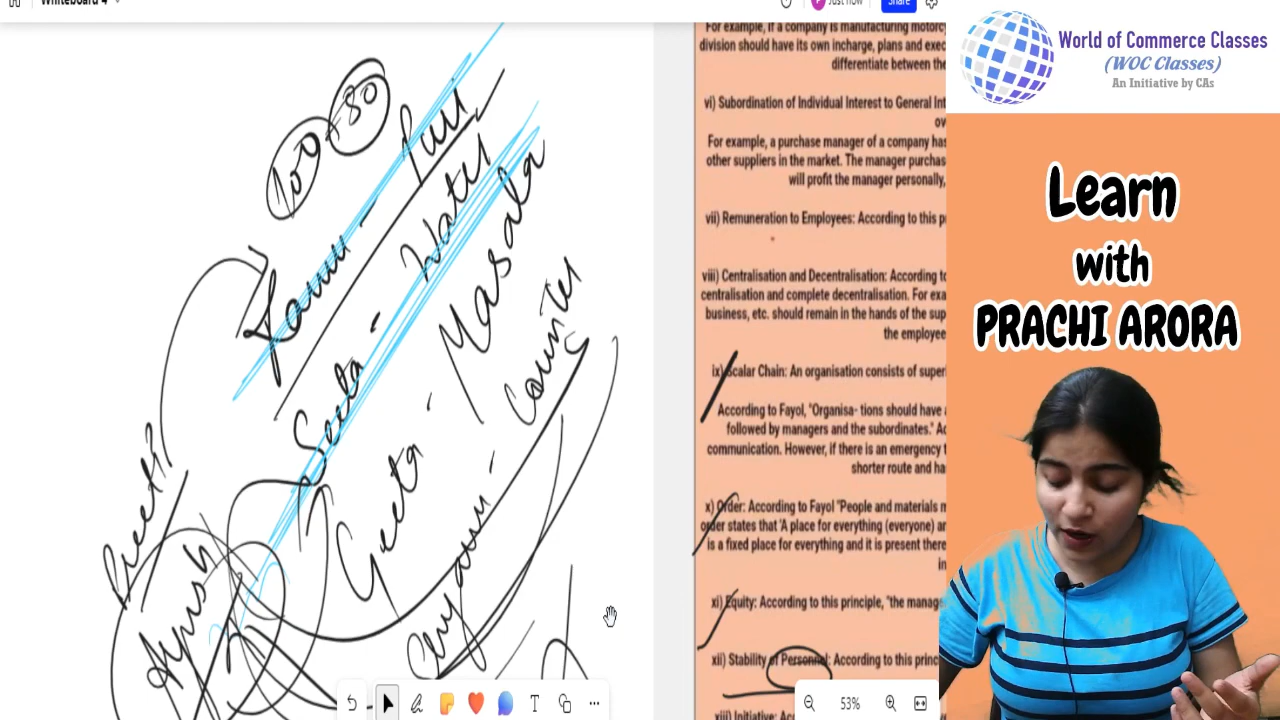 Whiteboard 4
Just now
Share
100 - 80
Ramu - Puri
Seeta - Water
Geeta - Masala
Counter
Preeti
Ayush
For example, if a company is manufacturing motorc
division should have its own incharge, plans and exec
differentiate between the
vi) Subordination of Individual Interest to General Int
ov
For example, a purchase manager of a company has
other suppliers in the market. The manager purchas
will profit the manager personally,
vii) Remuneration to Employees: According to this p
viii) Centralisation and Decentralisation: According to
centralisation and complete decentralisation. For exa
business, etc. should remain in the hands of the sup
the employee
ix) Scalar Chain: An organisation consists of super
According to Fayol, "Organisa- tions should have a
followed by managers and the subordinates." Ac
communication. However, if there is an emergency t
shorter route and ha
x) Order: According to Fayol "People and materials m
order states that 'A place for everything (everyone) an
is a fixed place for everything and it is present there
in
xi) Equity: According to this principle, "the manag
xii) Stability of Personnel: According to this princ
xiii) Initiative: Acc
53%
World of Commerce Classes
(WOC Classes)
An Initiative by CAs
Learn
with
PRACHI ARORA